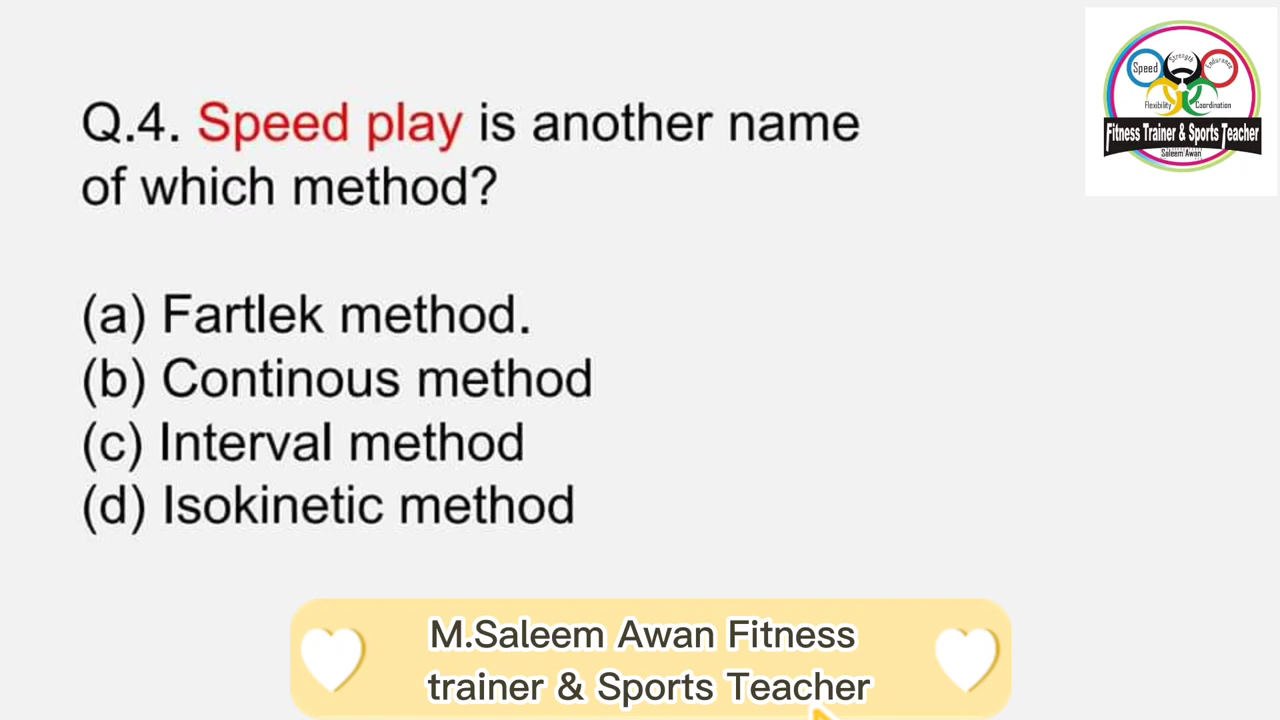 Q.4. Speed play is another name
of which method?
(a) Fartlek method.
(b) Continous method
(c) Interval method
(d) Isokinetic method
Speed
Strength
Endurance
Flexibility
Coordination
Fitness Trainer & Sports Teacher
Saleem Awan
M.Saleem Awan Fitness
trainer & Sports Teacher